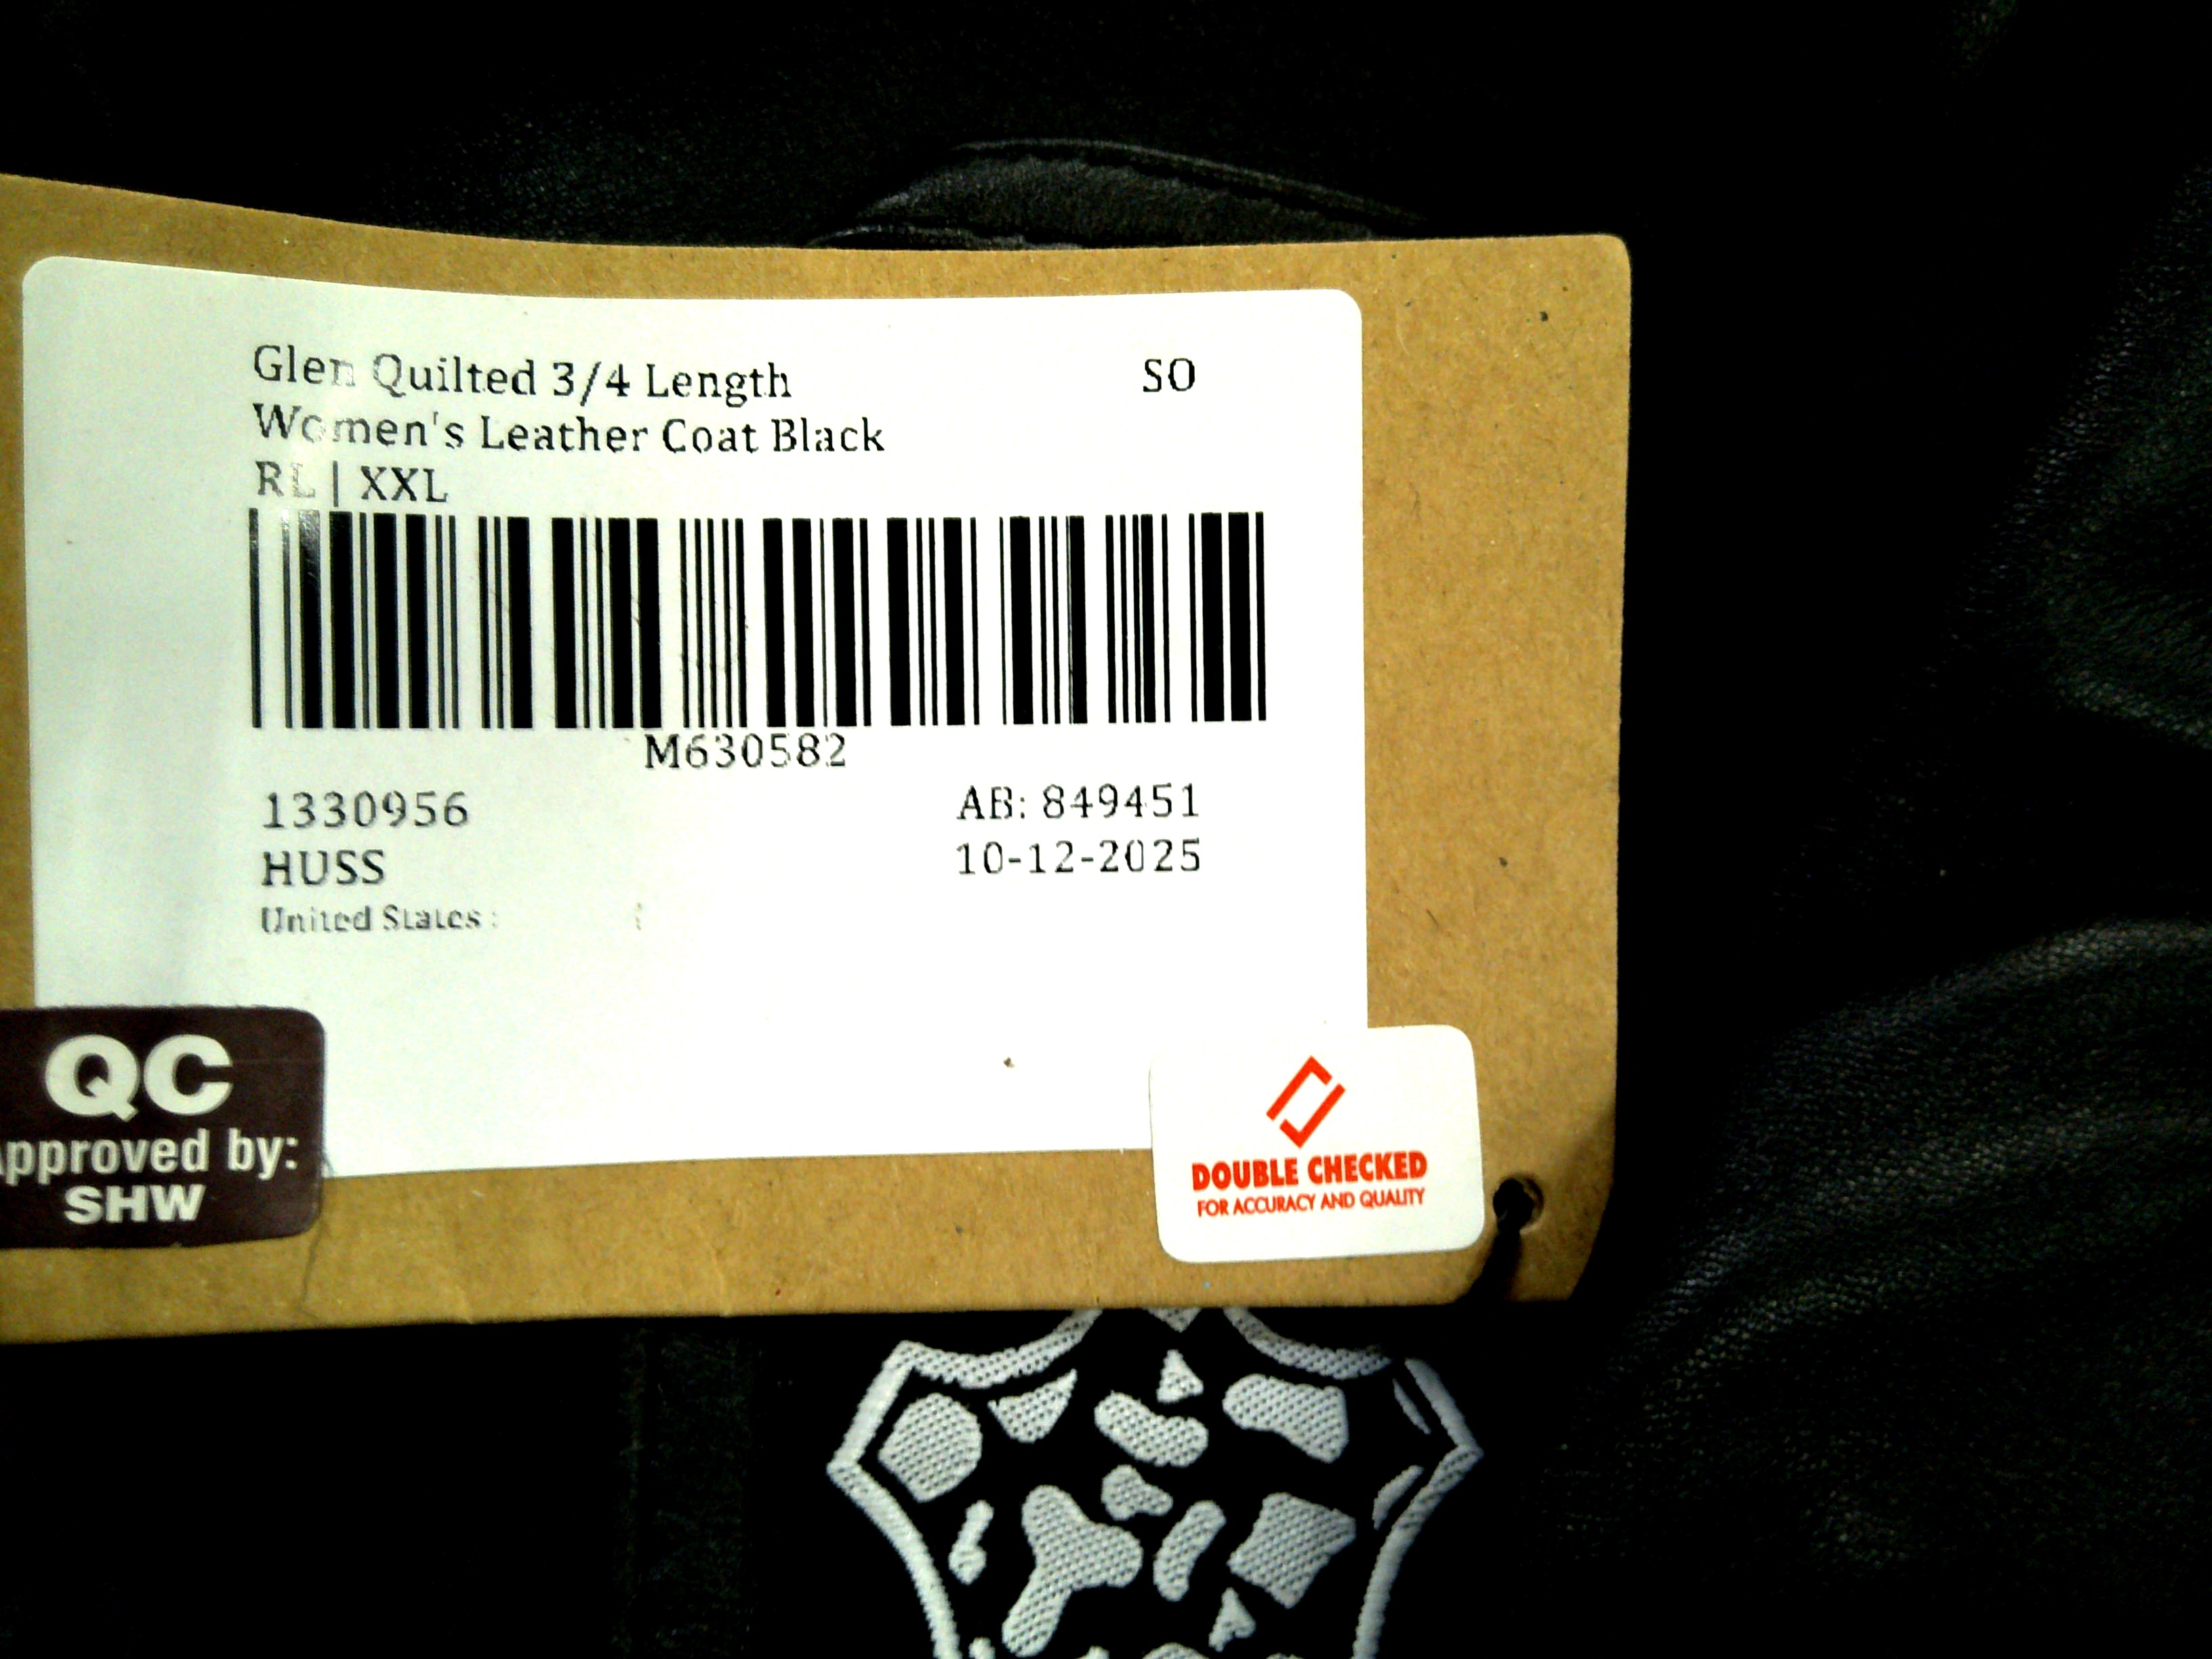 Glen Quilted 3/4 Length SO
Women's Leather Coat Black
RL | XXL
M630582
1330956 AB: 849451
HUSS 10-12-2025
United States :
QC
Approved by:
SHW
DOUBLE CHECKED
FOR ACCURACY AND QUALITY